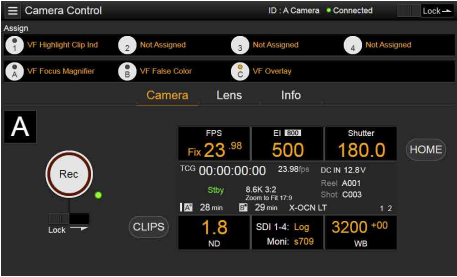 Camera Control ID : A Camera Connected Lock
Assign
1 VF Highlight Clip Ind 2 Not Assigned 3 Not Assigned 4 Not Assigned
A VF Focus Magnifier B VF False Color C VF Overlay
Camera Lens Info
A
FPS EI 800 Shutter
Fix 23 .98 500 180.0 HOME
Rec
TCG 00:00:00:00 23.98fps DC IN 12.8V
Stby 8.6K 3:2 Reel A001
Zoom to Fit 17:9 Shot C003
A 28 min B 29 min X-OCN LT 1 2
Lock CLIPS
1.8 SDI 1-4: Log 3200 +00
ND Moni: s709 WB